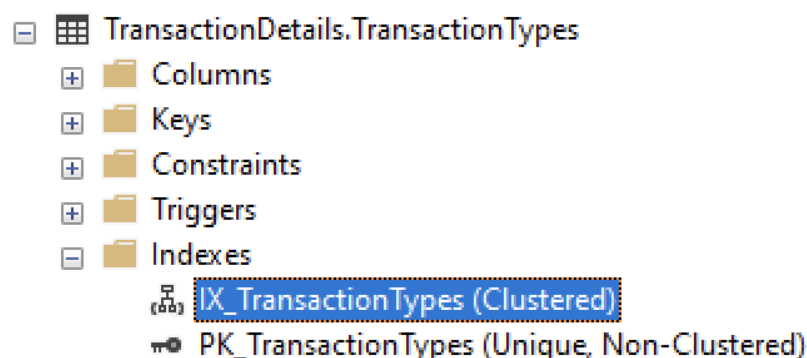 TransactionDetails.TransactionTypes
Columns
Keys
Constraints
Triggers
Indexes
IX_TransactionTypes (Clustered)
PK_TransactionTypes (Unique, Non-Clustered)